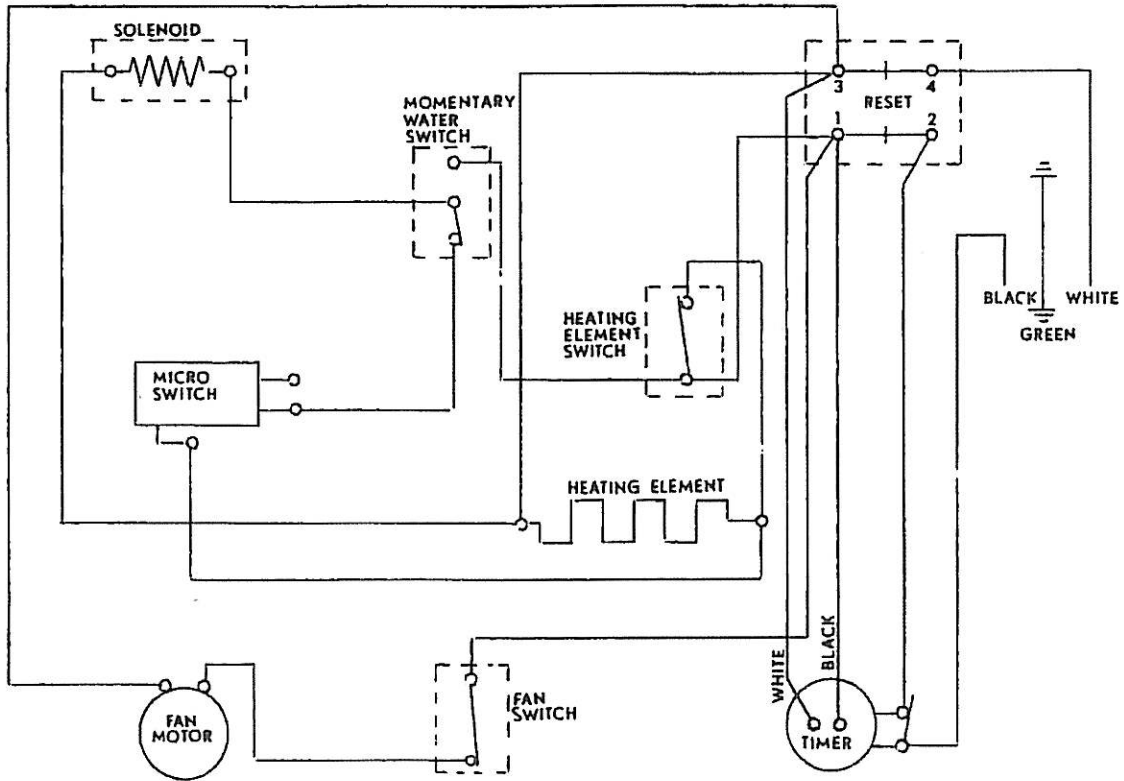 SOLENOID
MOMENTARY
WATER
SWITCH
3
4
RESET
1
2
HEATING
ELEMENT
SWITCH
BLACK
WHITE
GREEN
MICRO
SWITCH
HEATING ELEMENT
WHITE
BLACK
FAN
SWITCH
FAN
MOTOR
TIMER